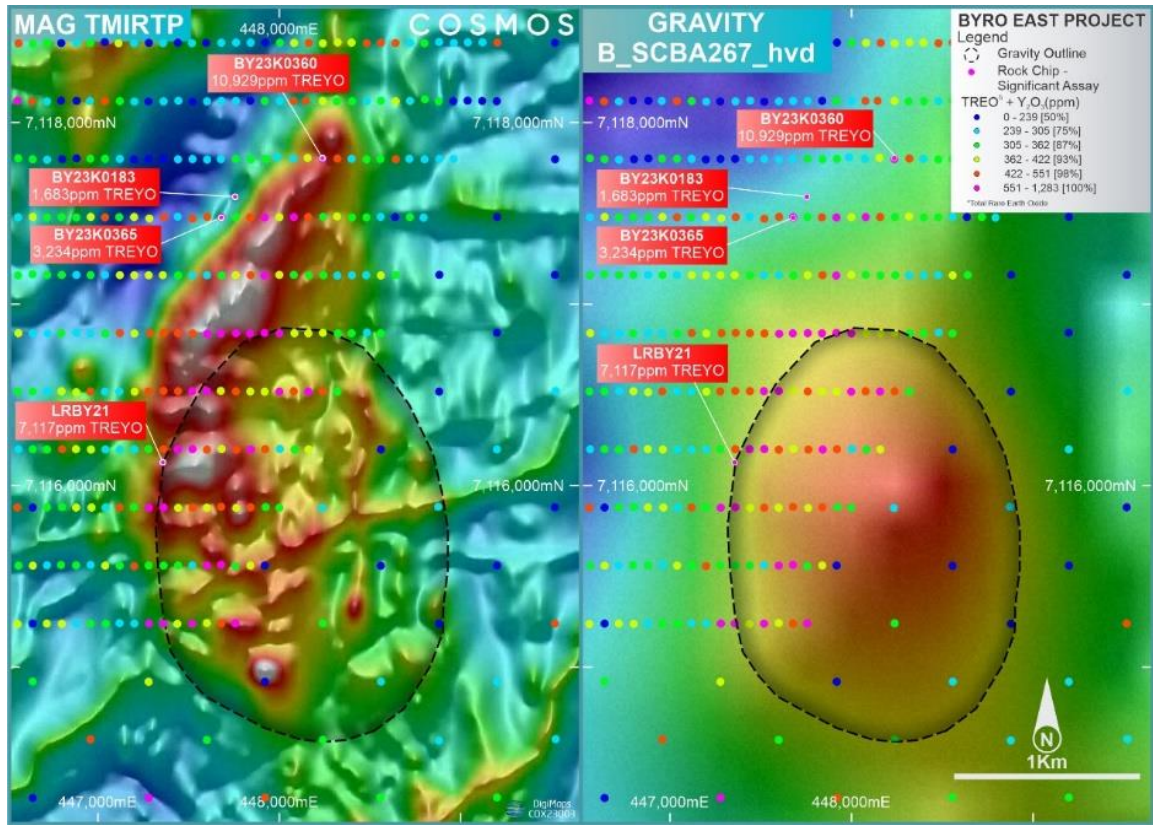 MAG TMIRTP
448,000mE
COSMOS
BY23K0360
10,929ppm TREYO
7,118,000mN
7,118,000mN
BY23K0183
1,683ppm TREYO
BY23K0365
3,234ppm TREYO
LRBY21
7,117ppm TREYO
7,116,000mN
447,000mE
448,000mE
DigiMaps
COX23003
GRAVITY
B_SCBA267_hvd
BY23K0360
10,929ppm TREYO
BY23K0183
1,683ppm TREYO
BY23K0365
3,234ppm TREYO
LRBY21
7,117ppm TREYO
7,116,000mN
447,000mE
448,000mE
N
1Km
BYRO EAST PROJECT
Legend
Gravity Outline
Rock Chip -
Significant Assay
TREO + Y₂O₃(ppm)
0 - 239 [50%]
239 - 305 [75%]
305 - 362 [87%]
362 - 422 [93%]
422 - 551 [98%]
551 - 1,283 [100%]
Total Rare Earth Oxide